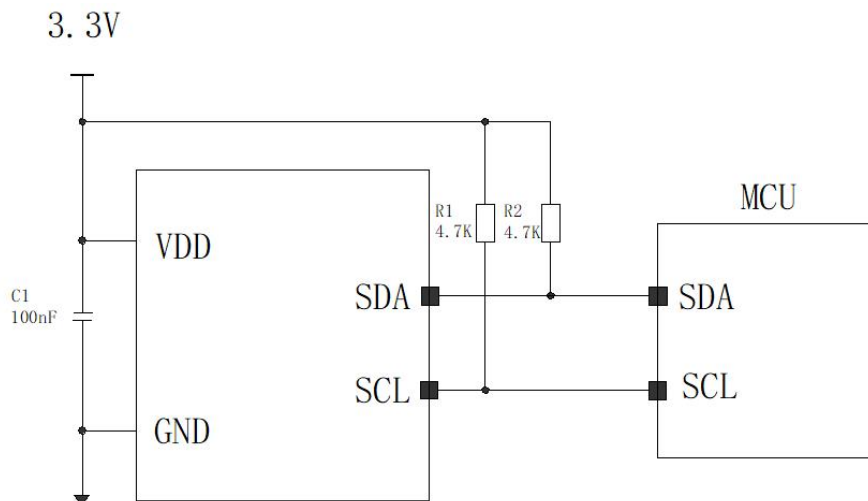 3.3V
MCU
R1
4.7K
R2
4.7K
VDD
C1
100nF
SDA
SDA
SCL
SCL
GND